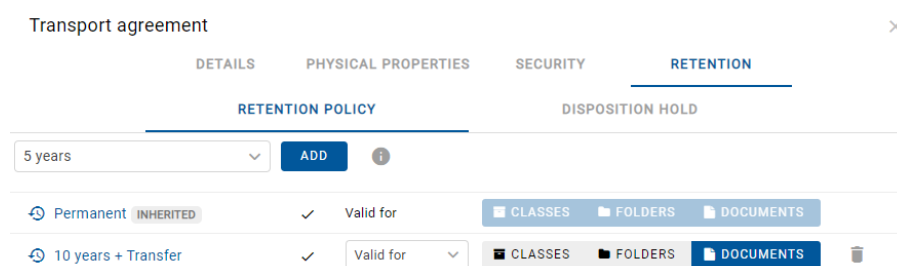 Transport agreement
DETAILS PHYSICAL PROPERTIES SECURITY RETENTION
RETENTION POLICY DISPOSITION HOLD
5 years ADD
Permanent INHERITED Valid for CLASSES FOLDERS DOCUMENTS
10 years + Transfer Valid for CLASSES FOLDERS DOCUMENTS